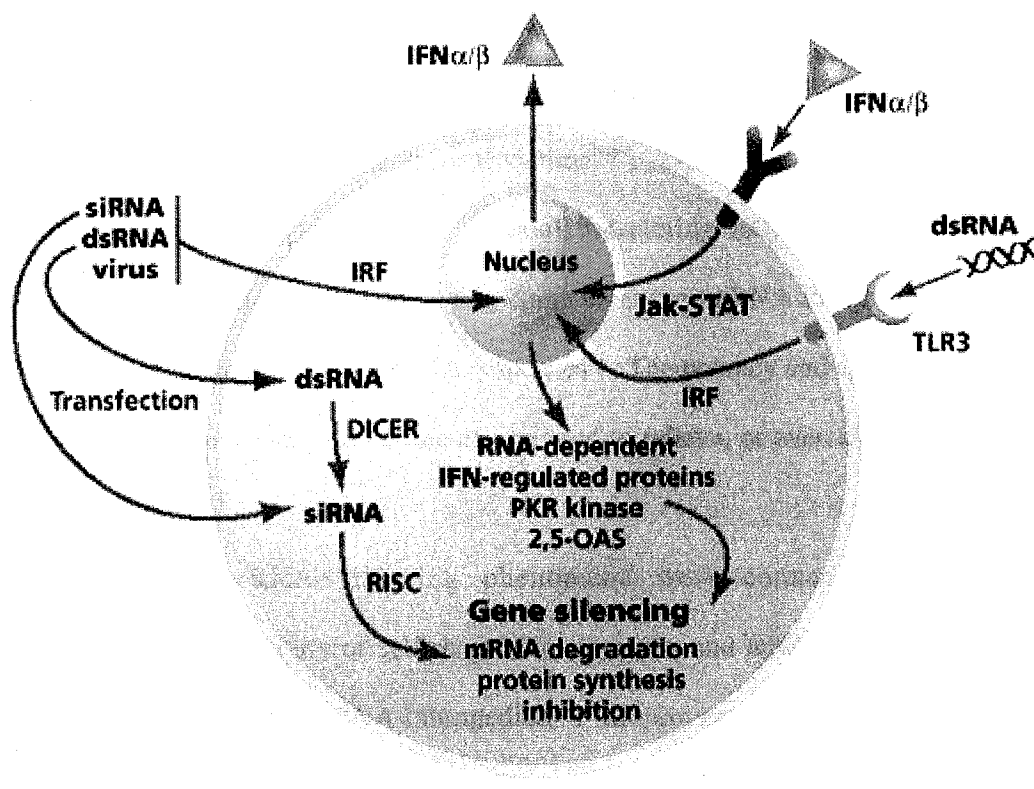 IFNα/β
IFNα/β
siRNA
dsRNA
virus
dsRNA
IRF
Nucleus
Jak-STAT
TLR3
Transfection
dsRNA
IRF
DICER
RNA-dependent
IFN-regulated proteins
PKR kinase
2,5-OAS
siRNA
RISC
Gene silencing
mRNA degradation
protein synthesis
inhibition